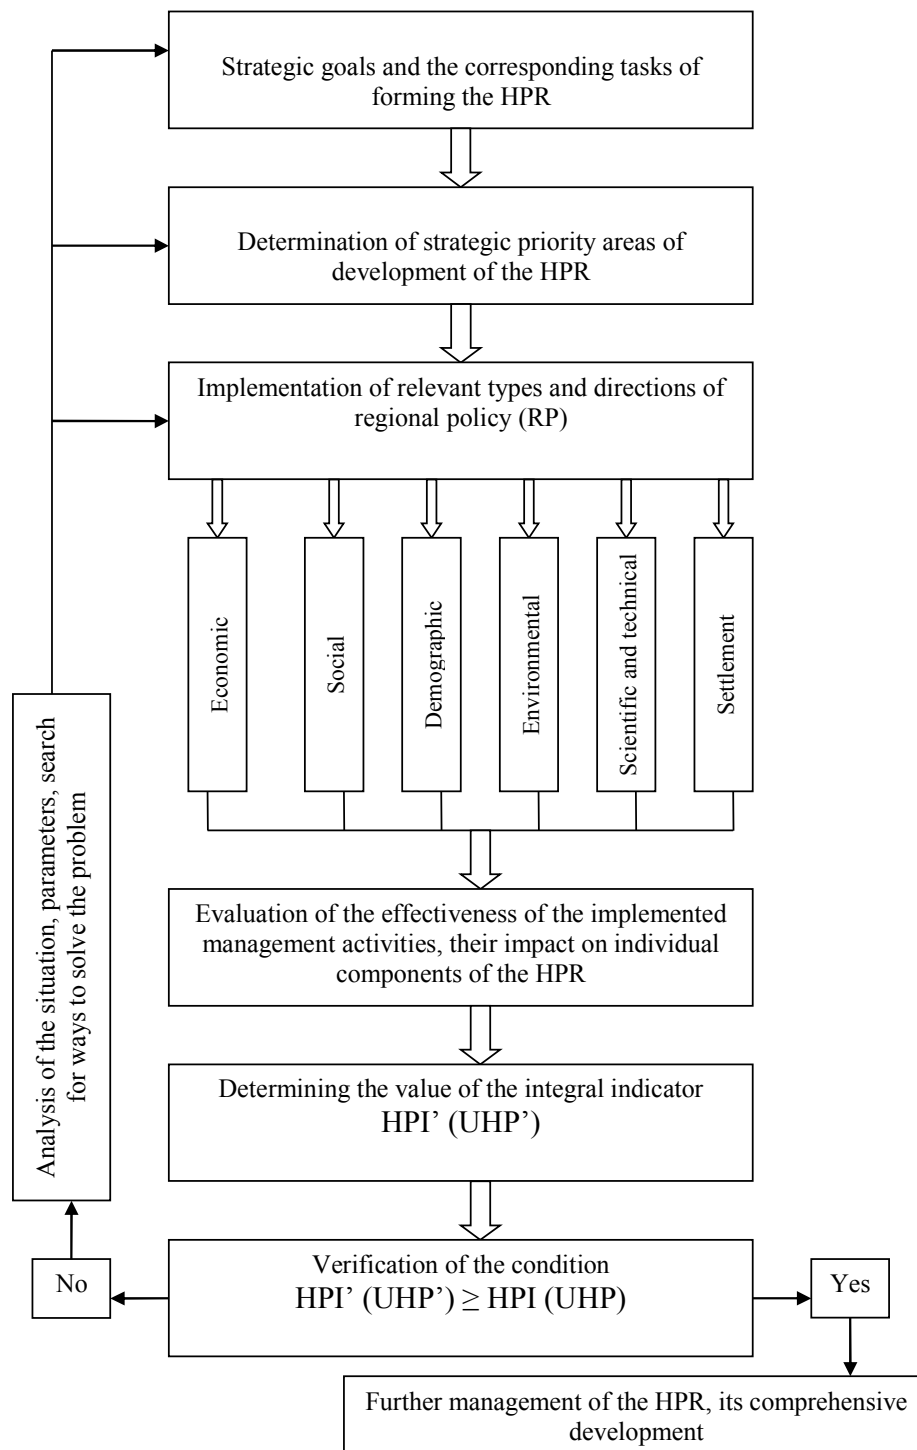 Strategic goals and the corresponding tasks of
forming the HPR
Determination of strategic priority areas of
development of the HPR
Implementation of relevant types and directions of
regional policy (RP)
Economic
Social
Demographic
Environmental
Scientific and technical
Settlement
Analysis of the situation, parameters, search
for ways to solve the problem
Evaluation of the effectiveness of the implemented
management activities, their impact on individual
components of the HPR
Determining the value of the integral indicator
HPI’ (UHP’)
Verification of the condition
HPI’ (UHP’) ≥ HPI (UHP)
No
Yes
Further management of the HPR, its comprehensive
development